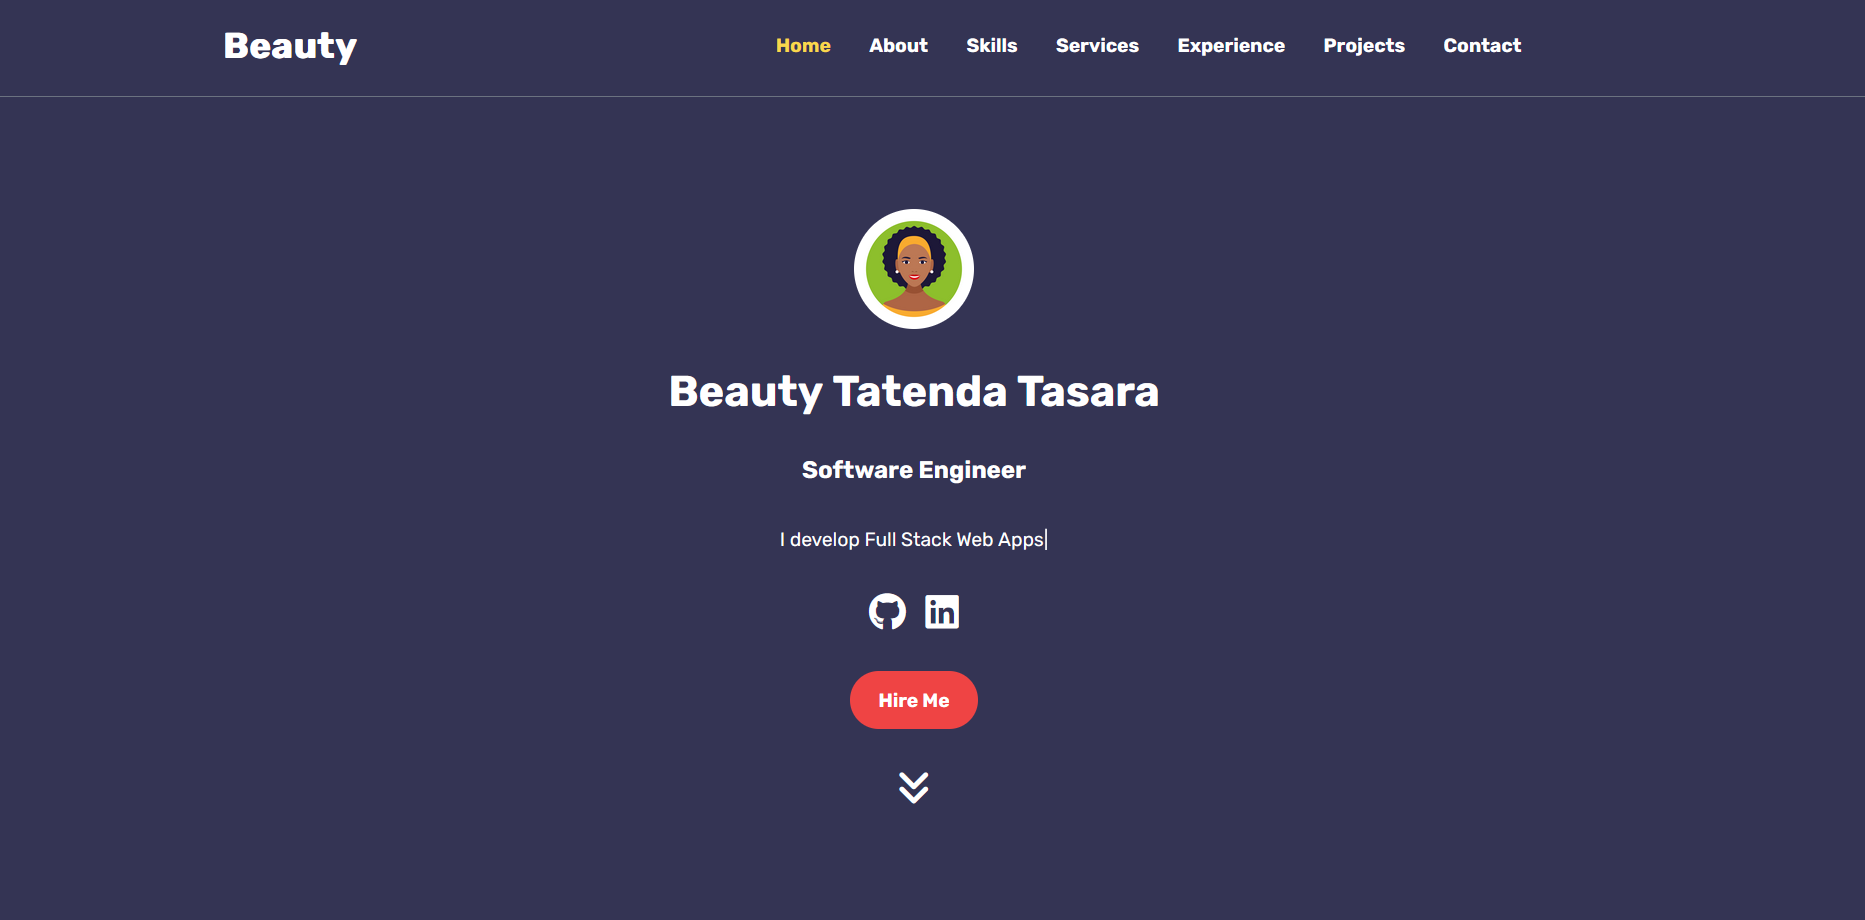 Beauty
Home About Skills Services Experience Projects Contact
Beauty Tatenda Tasara
Software Engineer
I develop Full Stack Web Apps|
in
Hire Me